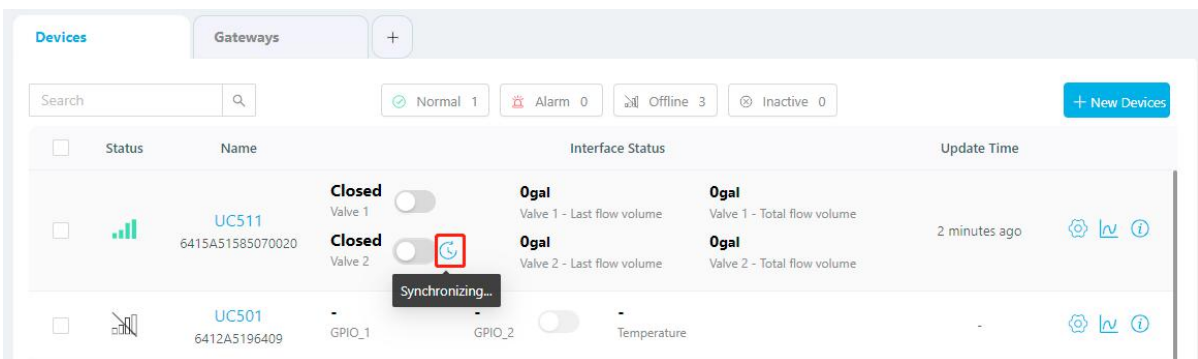 Devices
Gateways
+
Search
Normal 1
Alarm 0
Offline 3
Inactive 0
+ New Devices
Status
Name
Interface Status
Update Time
UC511
6415A51585070020
Closed
Valve 1
0gal
Valve 1 - Last flow volume
0gal
Valve 1 - Total flow volume
Closed
Valve 2
0gal
Valve 2 - Last flow volume
0gal
Valve 2 - Total flow volume
2 minutes ago
Synchronizing...
UC501
6412A5196409
-
GPIO_1
-
GPIO_2
-
Temperature
-